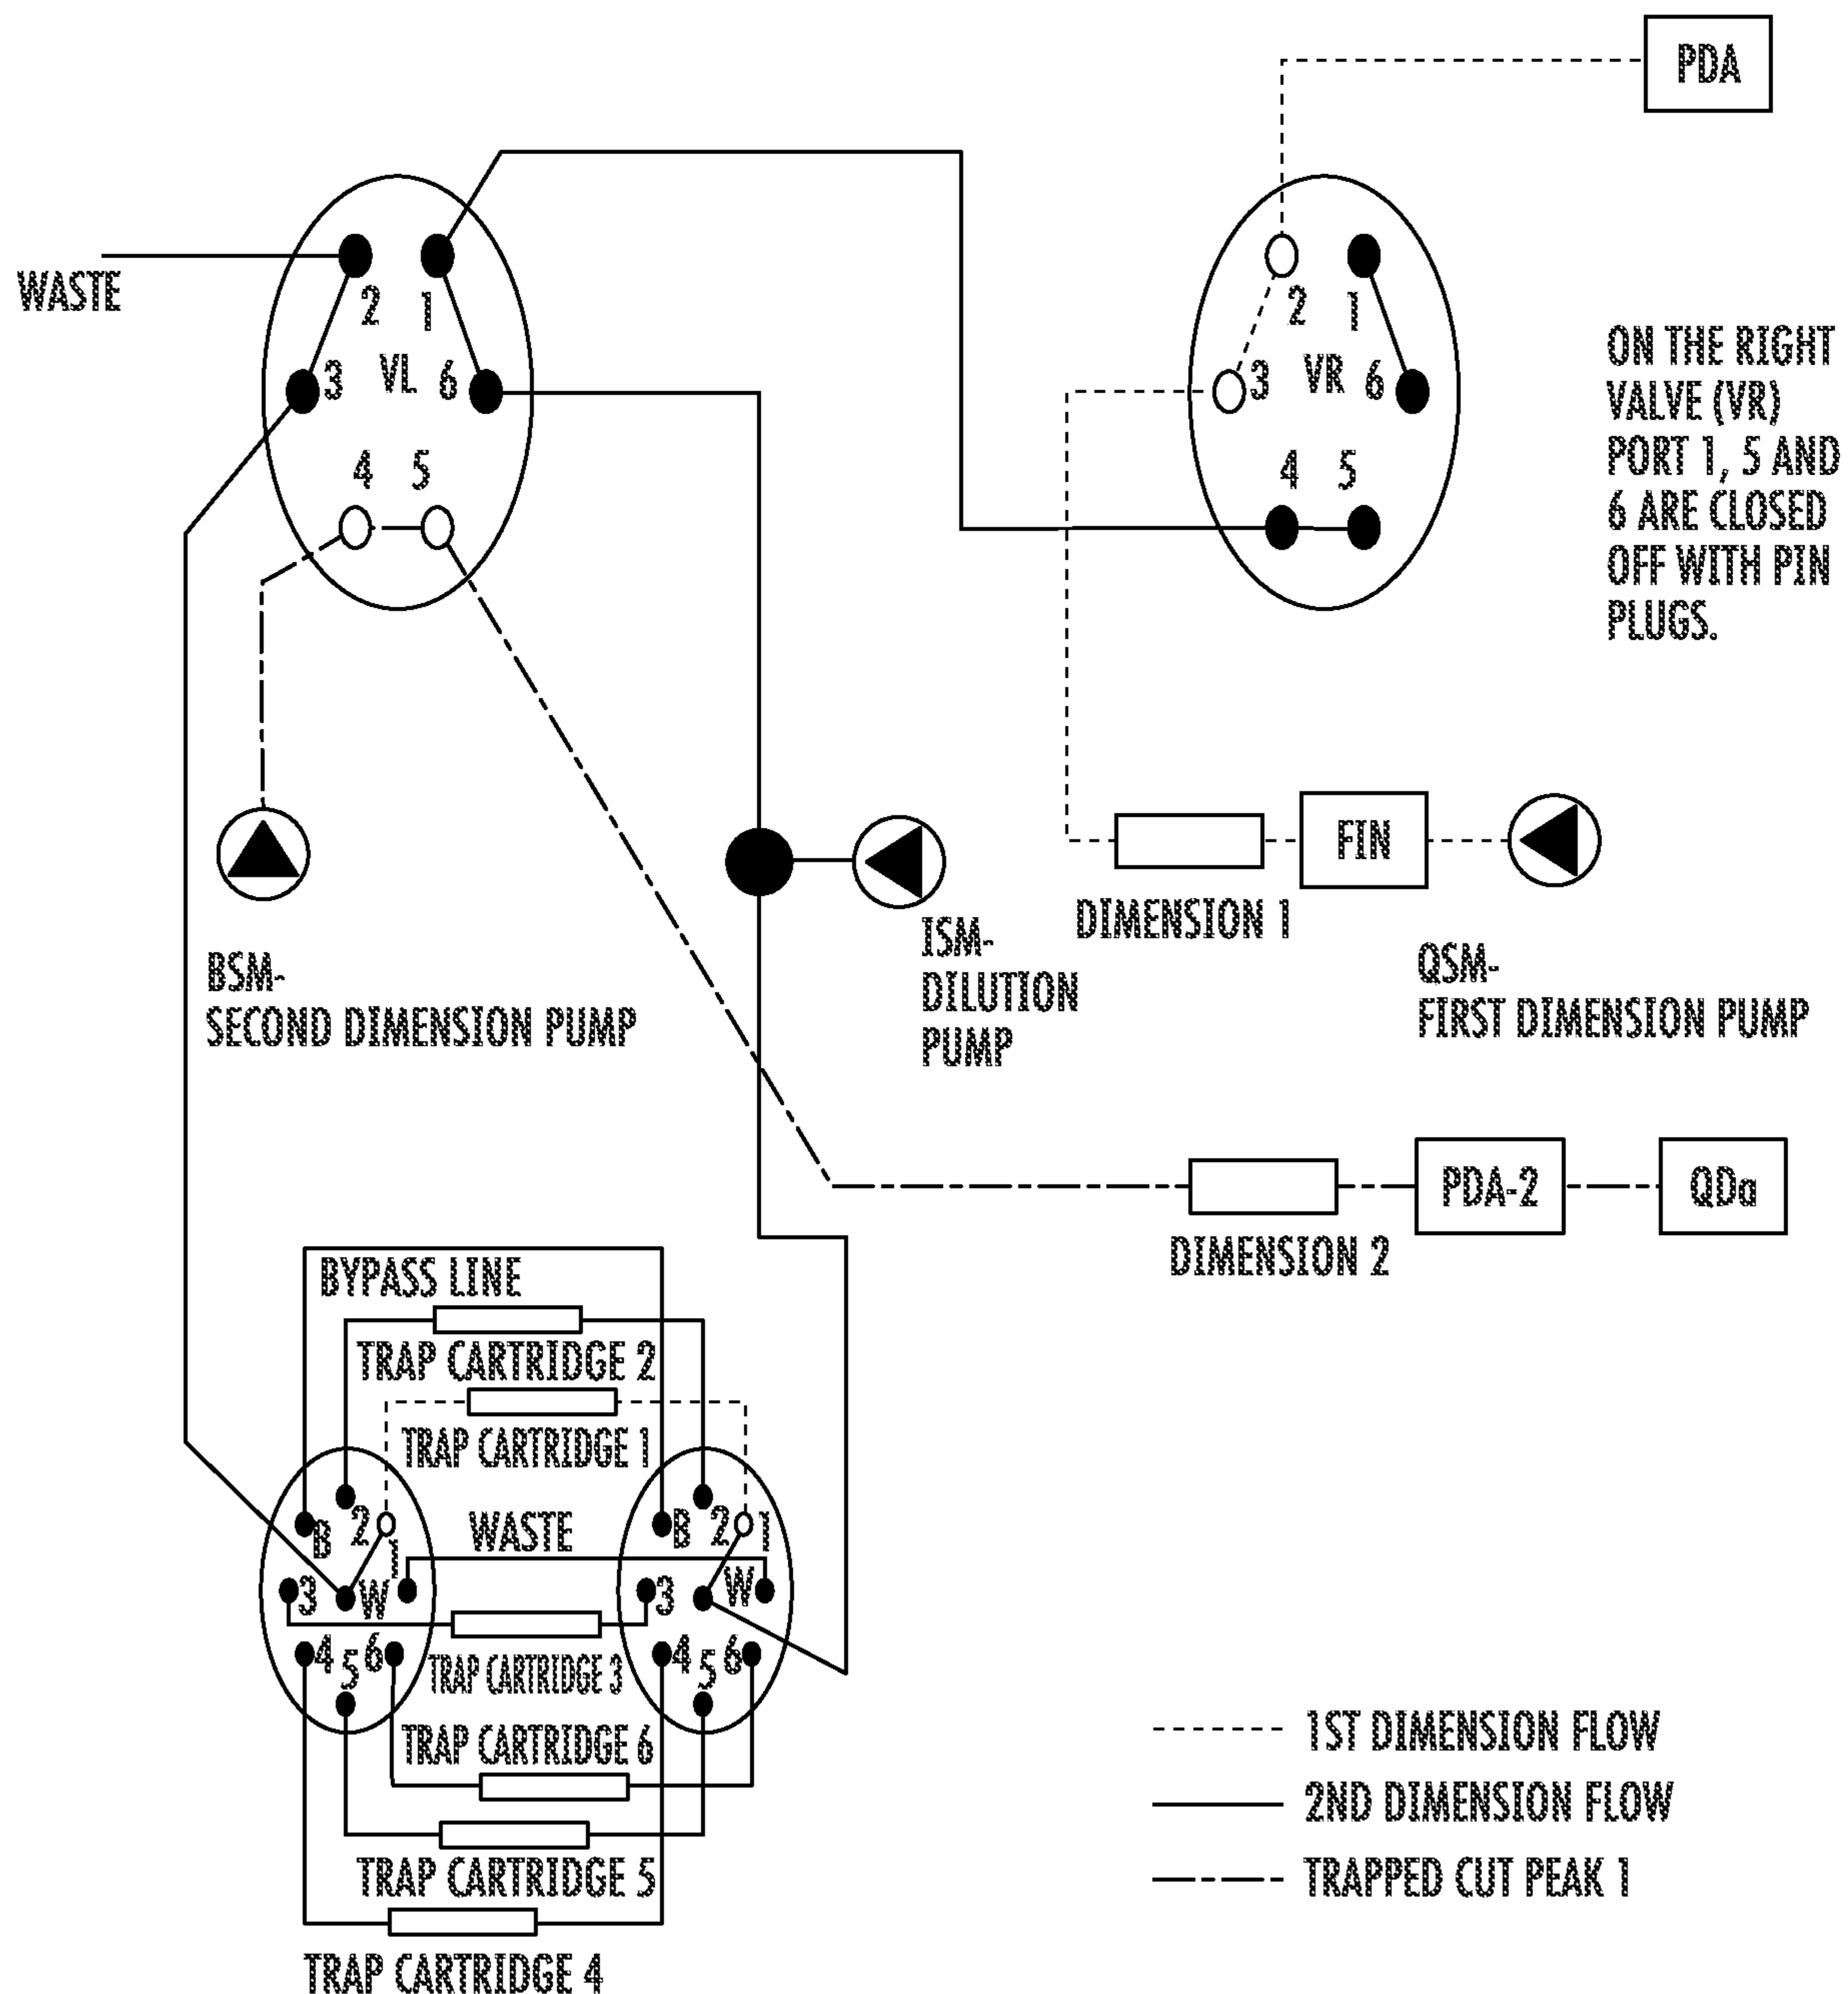 PDA
WASTE
2 1
3 VL 6
4 5
2 1
3 VR 6
4 5
ON THE RIGHT
VALVE (VR)
PORT 1, 5 AND
6 ARE CLOSED
OFF WITH PIN
PLUGS.
FIN
DIMENSION 1
BSM-
SECOND DIMENSION PUMP
ISM-
DILUTION
PUMP
QSM-
FIRST DIMENSION PUMP
PDA-2
QDa
DIMENSION 2
BYPASS LINE
TRAP CARTRIDGE 2
TRAP CARTRIDGE 1
WASTE
B 2 1
3 W
4 5 6
B 2 1
3 W
4 5 6
TRAP CARTRIDGE 3
TRAP CARTRIDGE 6
TRAP CARTRIDGE 5
TRAP CARTRIDGE 4
1ST DIMENSION FLOW
2ND DIMENSION FLOW
TRAPPED CUT PEAK 1